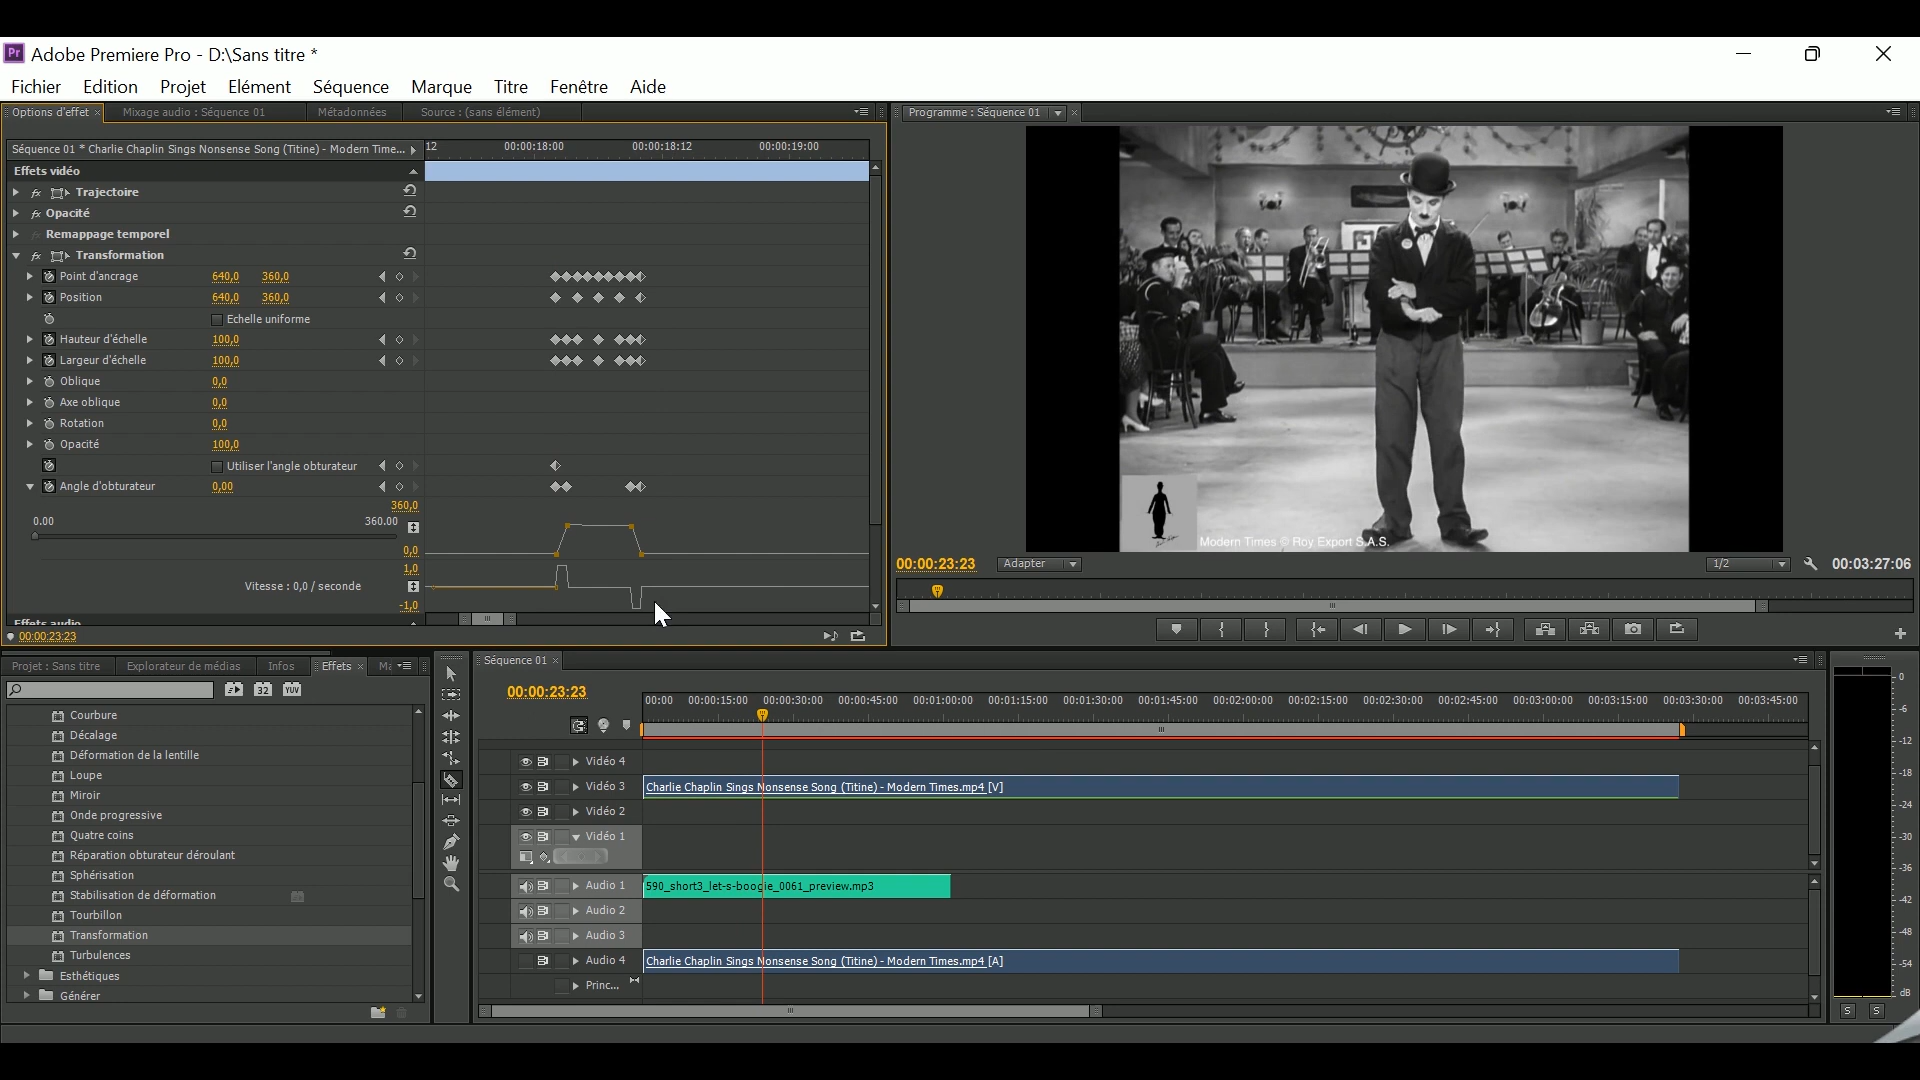 Pr Adobe Premiere Pro - D:\Sans titre *
Fichier Edition Projet Elément Séquence Marque Titre Fenêtre Aide
Options d'effet Mixage audio : Séquence 01 Métadonnées Source : (sans élément)
Programme : Séquence 01
Séquence 01 * Charlie Chaplin Sings Nonsense Song (Titine) - Modern Time...
12 00:00:18:00 00:00:18:12 00:00:19:00
Effets vidéo
fx Trajectoire
fx Opacité
fx Remappage temporel
fx Transformation
Point d'ancrage 640,0 360,0
Position 640,0 360,0
Echelle uniforme
Hauteur d'échelle 100,0
Largeur d'échelle 100,0
Oblique 0,0
Axe oblique 0,0
Rotation 0,0
Opacité 100,0
Utiliser l'angle obturateur
Angle d'obturateur 0,00
360,0
0.00 360.00
0,0
1,0
Vitesse : 0,0 / seconde
-1,0
Effets audio
00:00:23:23
Modern Times © Roy Export S.A.S.
00:00:23:23 Adapter 1/2 00:03:27:06
Projet : Sans titre Explorateur de médias Infos Effets
32 YUV
Courbure
Décalage
Déformation de la lentille
Loupe
Miroir
Onde progressive
Quatre coins
Réparation obturateur déroulant
Sphérisation
Stabilisation de déformation
Tourbillon
Transformation
Turbulences
Esthétiques
Générer
Séquence 01
00:00:23:23
00:00 00:00:15:00 00:00:30:00 00:00:45:00 00:01:00:00 00:01:15:00 00:01:30:00 00:01:45:00 00:02:00:00 00:02:15:00 00:02:30:00 00:02:45:00 00:03:00:00 00:03:15:00 00:03:30:00 00:03:45:00
Vidéo 4
Vidéo 3 Charlie Chaplin Sings Nonsense Song (Titine) - Modern Times.mp4 [V]
Vidéo 2
Vidéo 1
Audio 1 590_short3_let-s-boogie_0061_preview.mp3
Audio 2
Audio 3
Audio 4 Charlie Chaplin Sings Nonsense Song (Titine) - Modern Times.mp4 [A]
Princ...
0
-6
-12
-18
-24
-30
-36
-42
-48
-54
dB
S S